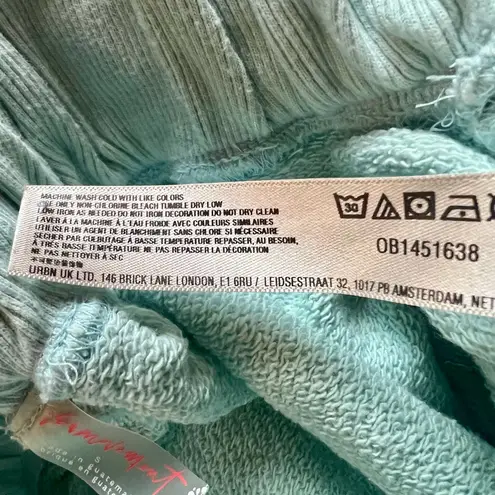 MACHINE WASH COLD WITH LIKE COLORS
USE ONLY NON-CHLORINE BLEACH TUMBLE DRY LOW
LOW IRON AS NEEDED DO NOT IRON DECORATION DO NOT DRY CLEAN
LAVER À LA MACHINE À L'EAU FROIDE AVEC COULEURS SIMILAIRES
UTILISER UN AGENT DE BLANCHIMENT SANS CHLORE SI NÉCESSAIRE
SÉCHER PAR CULBUTAGE À BASSE TEMPÉRATURE REPASSER, AU BESOIN,
À TRÈS BASSE TEMPÉRATURE NE PAS REPASSER LA DÉCORATION
NE PAS NETTOYER À SEC
URBN UK LTD. 146 BRICK LANE LONDON, E1 6RU / LEIDSESTRAAT 32, 1017 PB AMSTERDAM, NET
30
OB1451638
S
made in guatemala